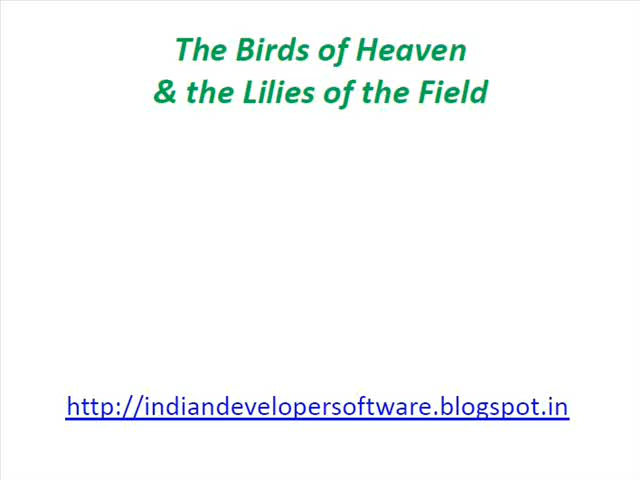 The Birds of Heaven
& the Lilies of the Field
http://indiandevelopersoftware.blogspot.in